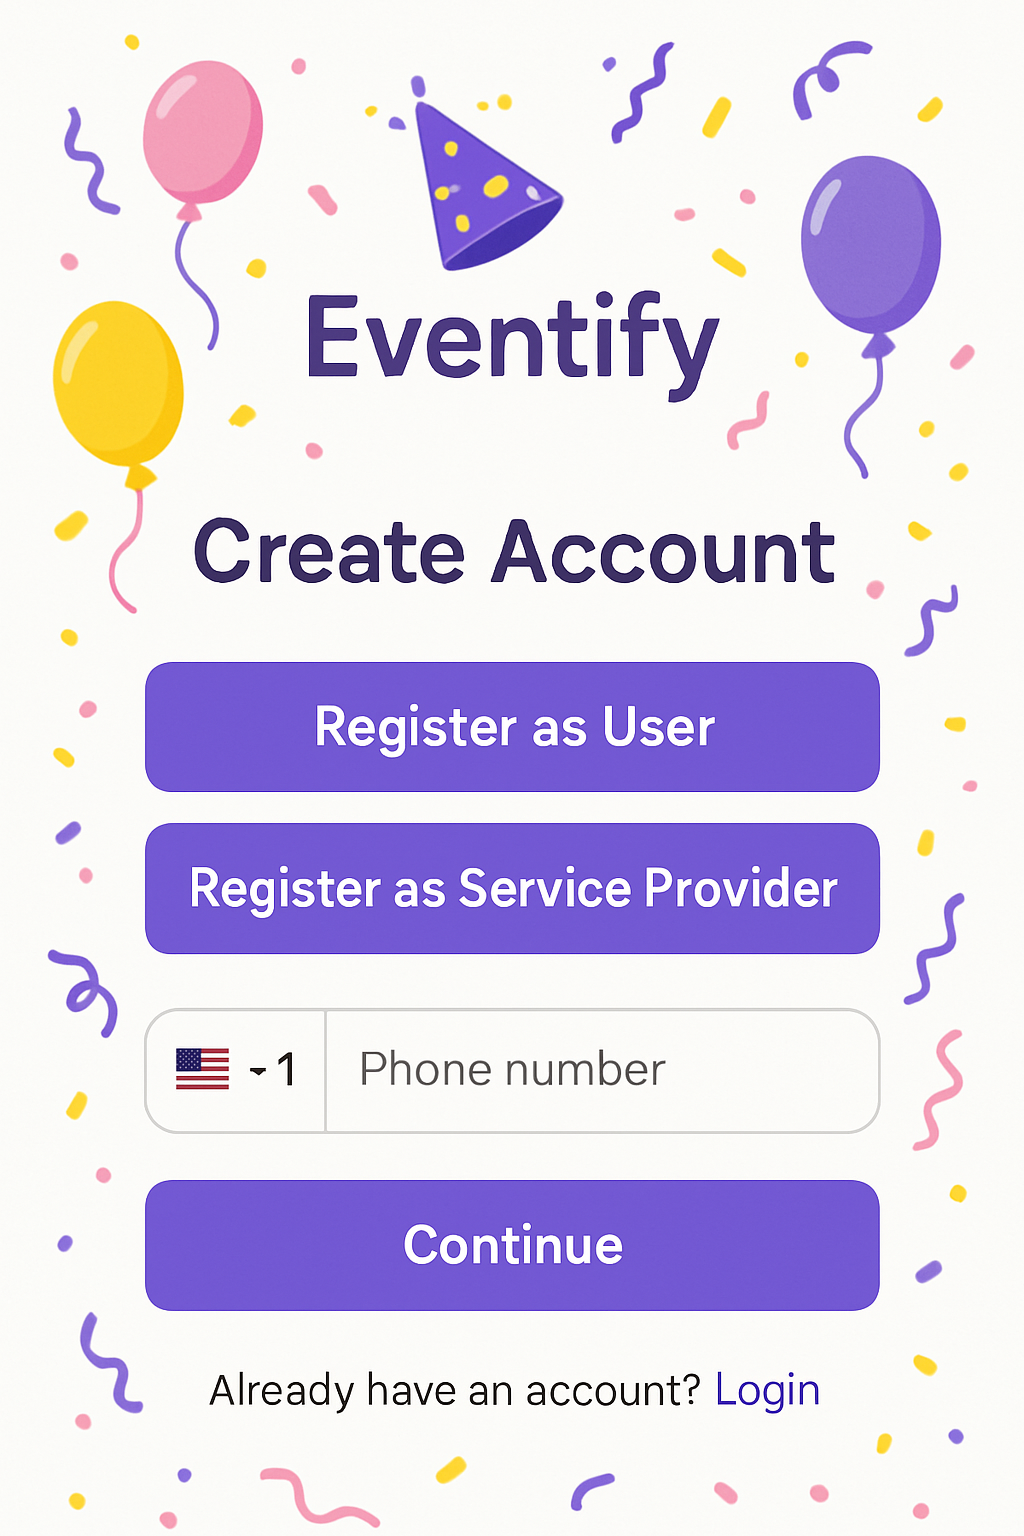 Eventify
Create Account
Register as User
Register as Service Provider
-1 Phone number
Continue
Already have an account? Login